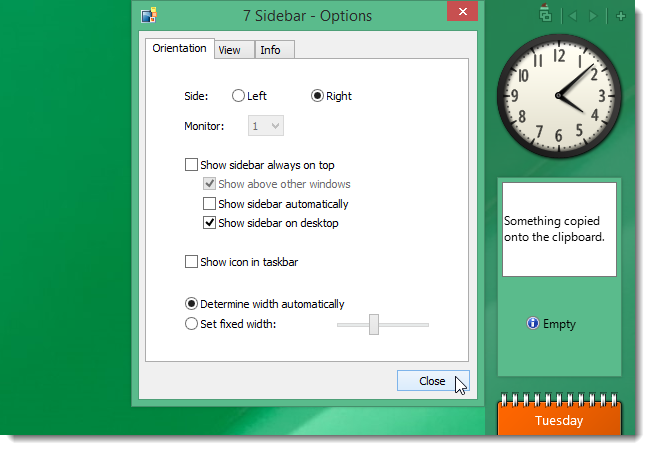 7 Sidebar - Options
Orientation
View
Info
Side:
Left
Right
Monitor:
1
Show sidebar always on top
Show above other windows
Show sidebar automatically
Show sidebar on desktop
Show icon in taskbar
Determine width automatically
Set fixed width:
Close
12
1
2
3
4
5
6
7
8
9
10
11
Something copied
onto the clipboard.
Empty
Tuesday